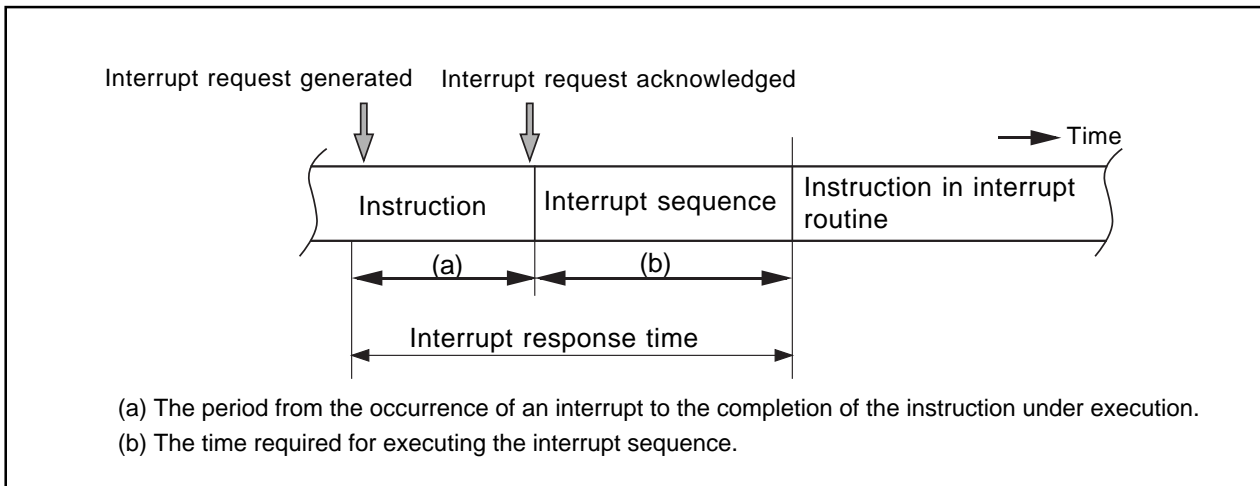 Interrupt request generated
Interrupt request acknowledged
Time
Instruction
Interrupt sequence
Instruction in interrupt
routine
(a)
(b)
Interrupt response time
(a) The period from the occurrence of an interrupt to the completion of the instruction under execution.
(b) The time required for executing the interrupt sequence.